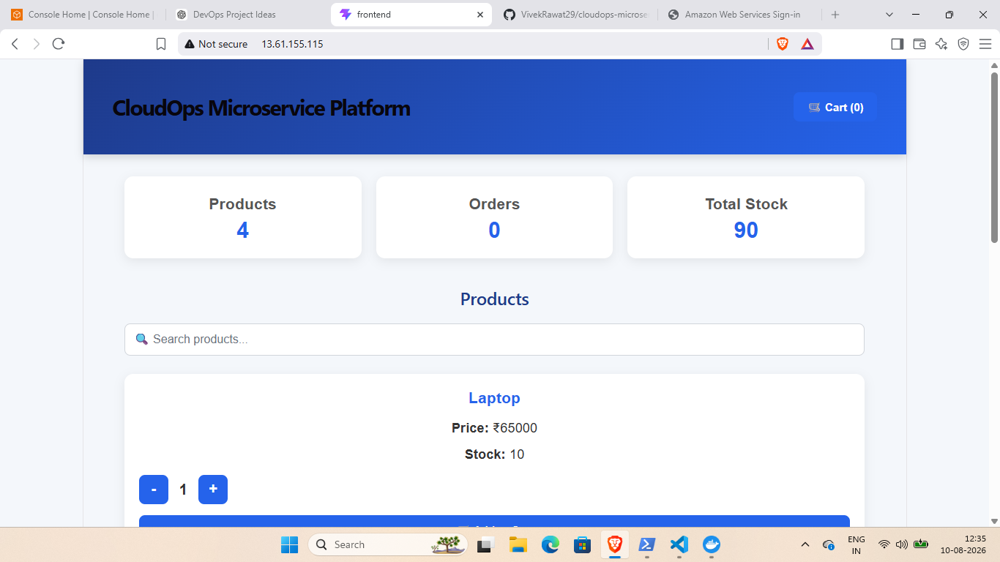 Console Home | Console Home |
DevOps Project Ideas
frontend
VivekRawat29/cloudops-microse
Amazon Web Services Sign-in
Not secure
13.61.155.115
CloudOps Microservice Platform
Cart (0)
Products
4
Orders
0
Total Stock
90
Products
Search products...
Laptop
Price: ₹65000
Stock: 10
-
1
+
Search
ENG
IN
12:35
10-08-2026